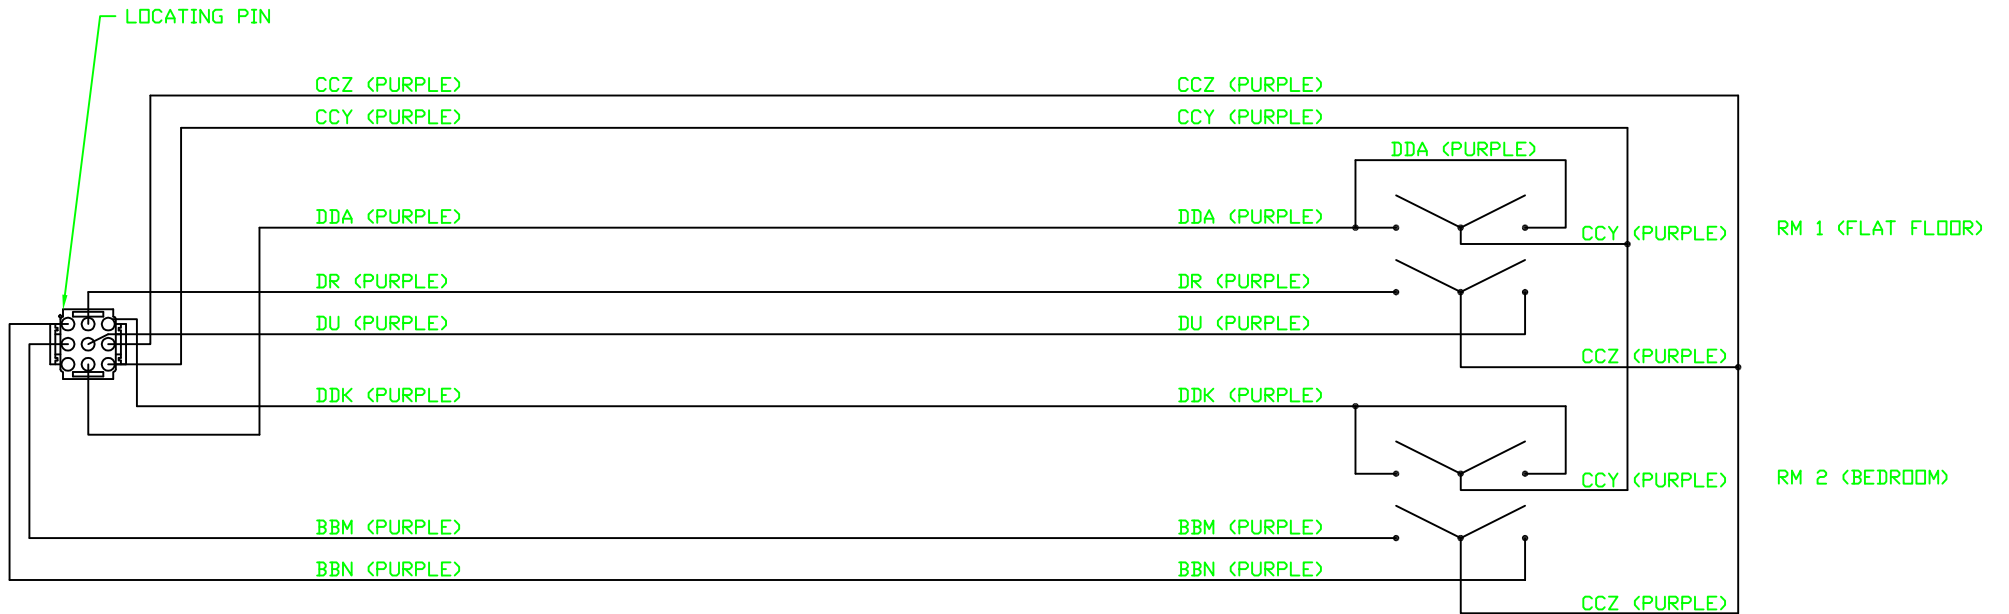 LOCATING PIN
CCZ (PURPLE) CCZ (PURPLE)
CCY (PURPLE) CCY (PURPLE)
DDA (PURPLE)
DDA (PURPLE) DDA (PURPLE)
CCY (PURPLE) RM 1 (FLAT FLOOR)
DR (PURPLE) DR (PURPLE)
DU (PURPLE) DU (PURPLE)
CCZ (PURPLE)
DDK (PURPLE) DDK (PURPLE)
CCY (PURPLE) RM 2 (BEDROOM)
BBM (PURPLE) BBM (PURPLE)
BBN (PURPLE) BBN (PURPLE)
CCZ (PURPLE)